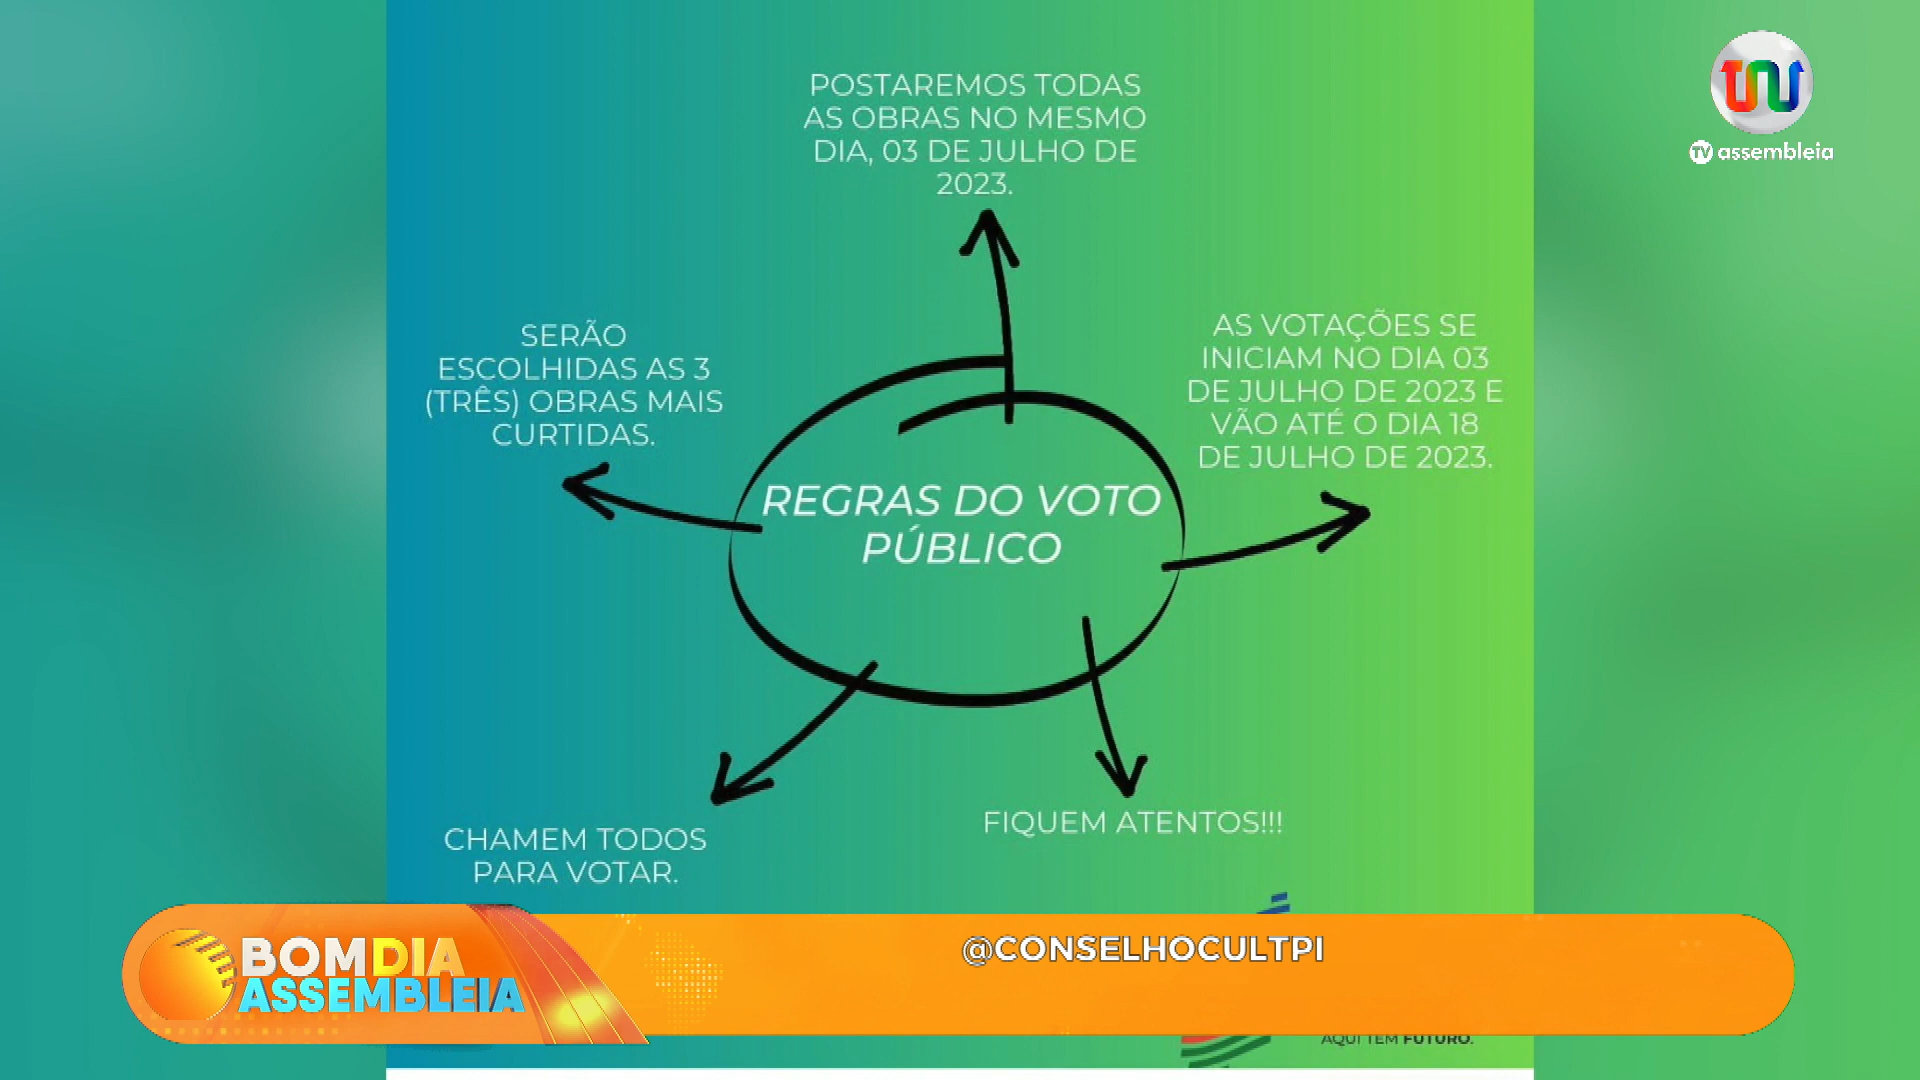 POSTAREMOS TODAS
AS OBRAS NO MESMO
DIA, 03 DE JULHO DE
2023.
TV assembleia
SERÃO
ESCOLHIDAS AS 3
(TRÊS) OBRAS MAIS
CURTIDAS.
AS VOTAÇÕES SE
INICIAM NO DIA 03
DE JULHO DE 2023 E
VÃO ATÉ O DIA 18
DE JULHO DE 2023.
REGRAS DO VOTO
PÚBLICO
CHAMEM TODOS
PARA VOTAR.
FIQUEM ATENTOS!!!
BOMDIA
ASSEMBLEIA
@CONSELHOCULTPI
AQUI TEM FUTURO.